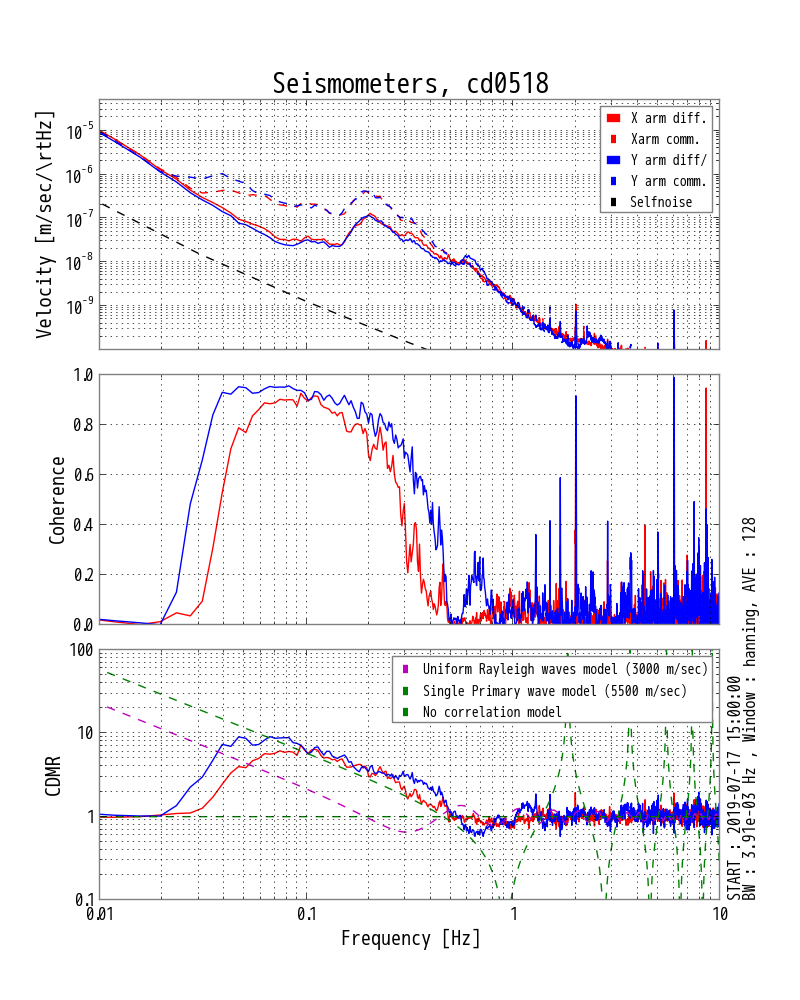 Seismometers, cd0518
Velocity [m/sec/\rtHz]
10^-5
10^-6
10^-7
10^-8
10^-9
X arm diff.
Xarm comm.
Y arm diff/
Y arm comm.
Selfnoise
Coherence
1.0
0.8
0.6
0.4
0.2
0.0
CDMR
100
10
1
0.1
Uniform Rayleigh waves model (3000 m/sec)
Single Primary wave model (5500 m/sec)
No correlation model
0.01
0.1
1
10
Frequency [Hz]
START : 2019-07-17 15:00:00
BW : 3.91e-03 Hz , Window : hanning, AVE : 128